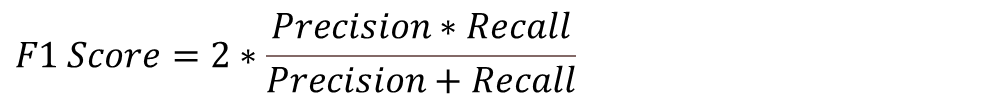 F1 Score = 2 * Precision * Recall / Precision + Recall